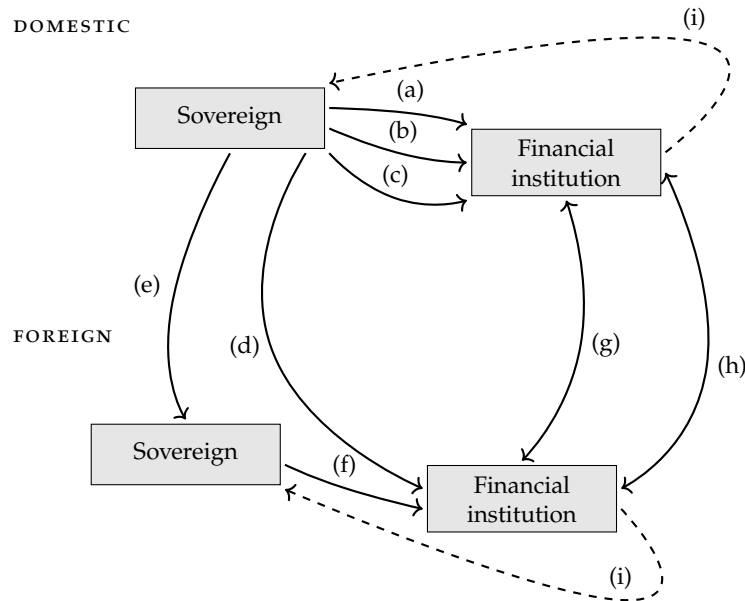 DOMESTIC
(i)
(a)
Sovereign
(b)
Financial
institution
(c)
(e)
FOREIGN
(d)
(g)
(h)
Sovereign
(f)
Financial
institution
(i)